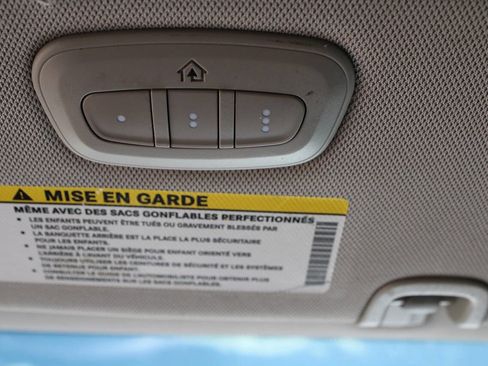 MISE EN GARDE
MÊME AVEC DES SACS GONFLABLES PERFECTIONNÉS
• LES ENFANTS PEUVENT ÊTRE TUÉS OU GRAVEMENT BLESSÉS PAR
UN SAC GONFLABLE.
• LA BANQUETTE ARRIÈRE EST LA PLACE LA PLUS SÉCURITAIRE
POUR LES ENFANTS.
• NE JAMAIS PLACER UN SIÈGE POUR ENFANT ORIENTÉ VERS
L'ARRIÈRE À L'AVANT DU VÉHICULE.
• TOUJOURS UTILISER LES CEINTURES DE SÉCURITÉ ET LES SYSTÈMES
DE RETENUE POUR ENFANT.
• CONSULTER LE GUIDE DE L'AUTOMOBILISTE POUR OBTENIR PLUS
DE RENSEIGNEMENTS SUR LES SACS GONFLABLES.